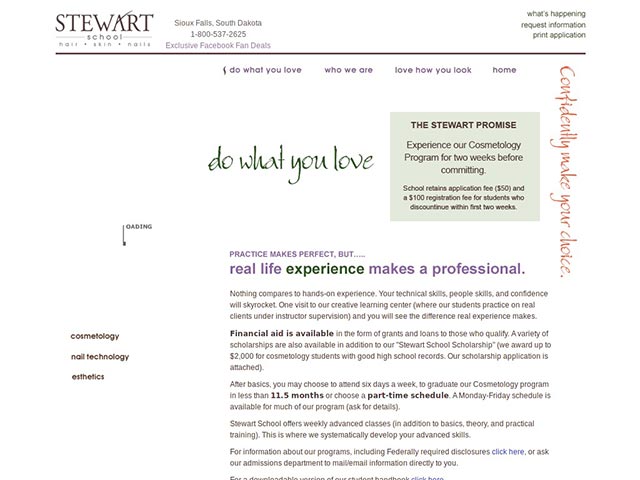 STEWART
school
hair • skin • nails
Sioux Falls, South Dakota
1-800-537-2625
Exclusive Facebook Fan Deals
what's happening
request information
print application
do what you love
who we are
love how you look
home
Confidently make your choice.
do what you love
THE STEWART PROMISE
Experience our Cosmetology
Program for two weeks before
committing.
School retains application fee ($50) and
a $100 registration fee for students who
discontinue within first two weeks.
OADING
PRACTICE MAKES PERFECT, BUT.....
real life experience makes a professional.
Nothing compares to hands-on experience. Your technical skills, people skills, and confidence
will skyrocket. One visit to our creative learning center (where our students practice on real
clients under instructor supervision) and you will see the difference real experience makes.
Financial aid is available in the form of grants and loans to those who qualify. A variety of
scholarships are also available in addition to our "Stewart School Scholarship" (we award up to
$2,000 for cosmetology students with good high school records. Our scholarship application is
attached).
After basics, you may choose to attend six days a week, to graduate our Cosmetology program
in less than 11.5 months or choose a part-time schedule. A Monday-Friday schedule is
available for much of our program (ask for details).
Stewart School offers weekly advanced classes (in addition to basics, theory, and practical
training). This is where we systematically develop your advanced skills.
For information about our programs, including Federally required disclosures click here, or ask
our admissions department to mail/email information directly to you.
For a downloadable version of our student handbook click here.
cosmetology
nail technology
esthetics